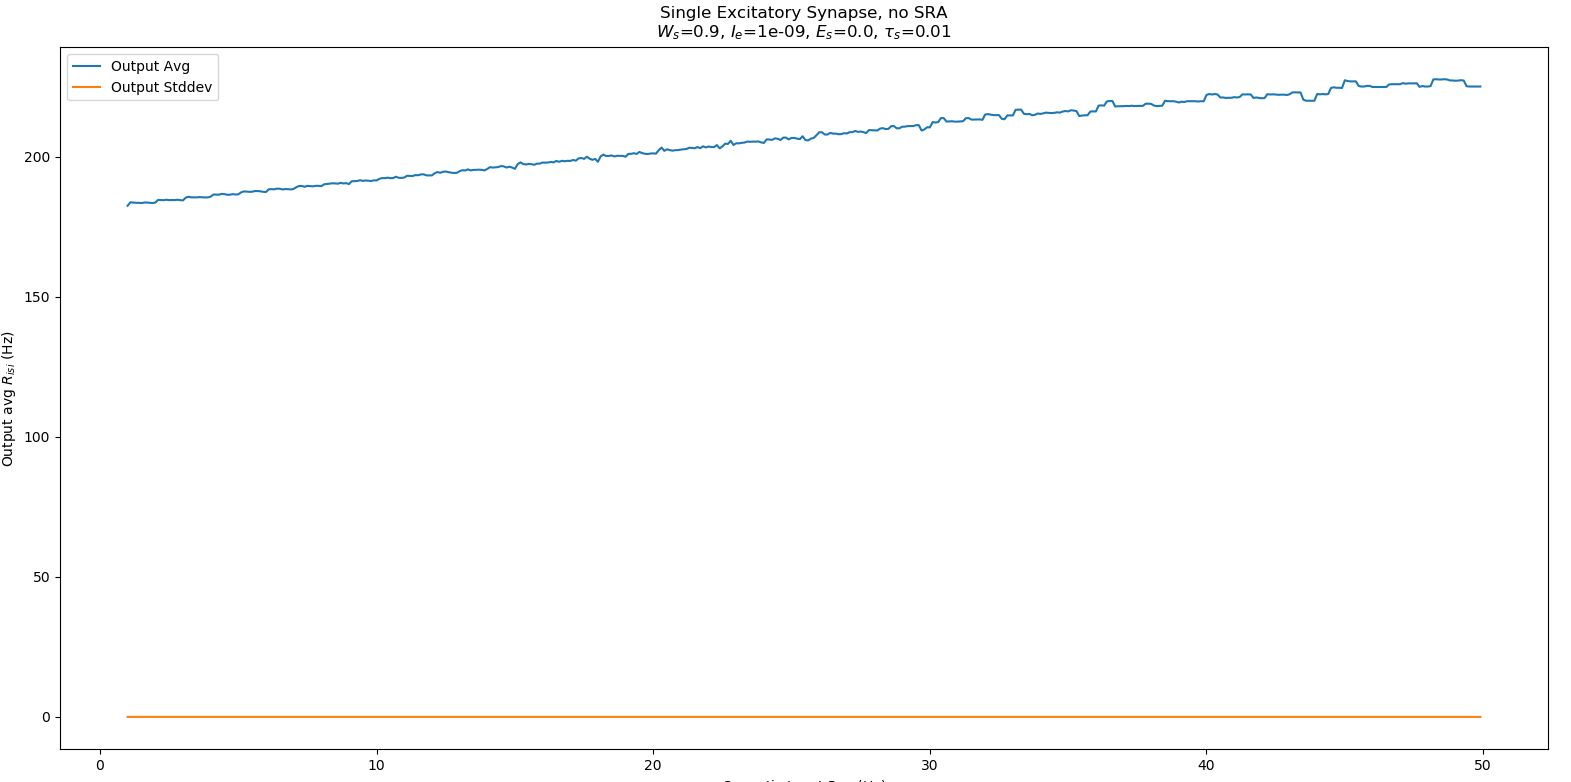 Single Excitatory Synapse, no SRA
Wₛ=0.9, Iₑ=1e-09, Eₛ=0.0, τₛ=0.01
Output Avg
Output Stddev
Output avg Rᵢₛᵢ (Hz)
200
150
100
50
0
0 10 20 30 40 50